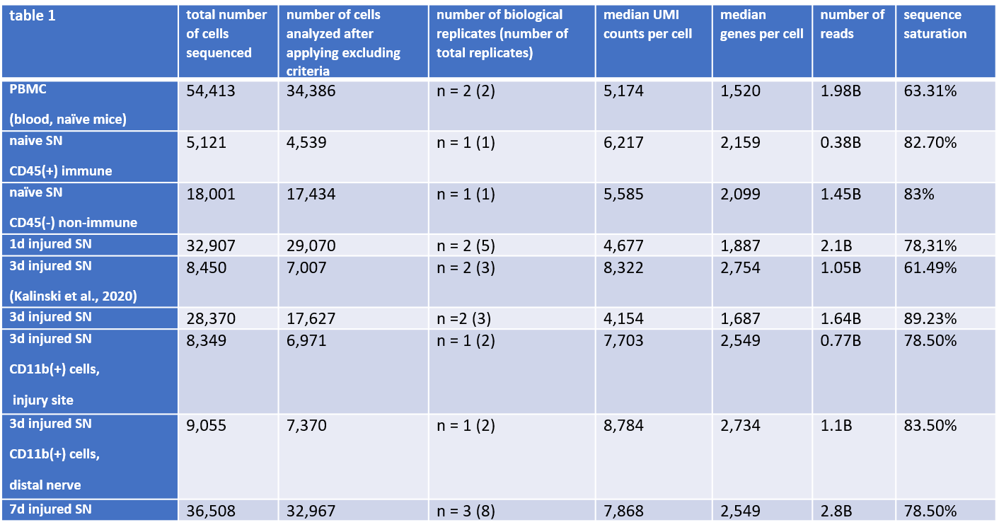 table 1
total number
of cells
sequenced
number of cells
analyzed after
applying excluding
criteria
number of biological
replicates (number of
total replicates)
median UMI
counts per cell
median
genes per cell
number of
reads
sequence
saturation
PBMC
(blood, naïve mice)
54,413
34,386
n = 2 (2)
5,174
1,520
1.98B
63.31%
naive SN
CD45(+) immune
5,121
4,539
n = 1 (1)
6,217
2,159
0.38B
82.70%
naïve SN
CD45(-) non-immune
18,001
17,434
n = 1 (1)
5,585
2,099
1.45B
83%
1d injured SN
32,907
29,070
n = 2 (5)
4,677
1,887
2.1B
78,31%
3d injured SN
(Kalinski et al., 2020)
8,450
7,007
n = 2 (3)
8,322
2,754
1.05B
61.49%
3d injured SN
28,370
17,627
n =2 (3)
4,154
1,687
1.64B
89.23%
3d injured SN
CD11b(+) cells,
injury site
8,349
6,971
n = 1 (2)
7,703
2,549
0.77B
78.50%
3d injured SN
CD11b(+) cells,
distal nerve
9,055
7,370
n = 1 (2)
8,784
2,734
1.1B
83.50%
7d injured SN
36,508
32,967
n = 3 (8)
7,868
2,549
2.8B
78.50%